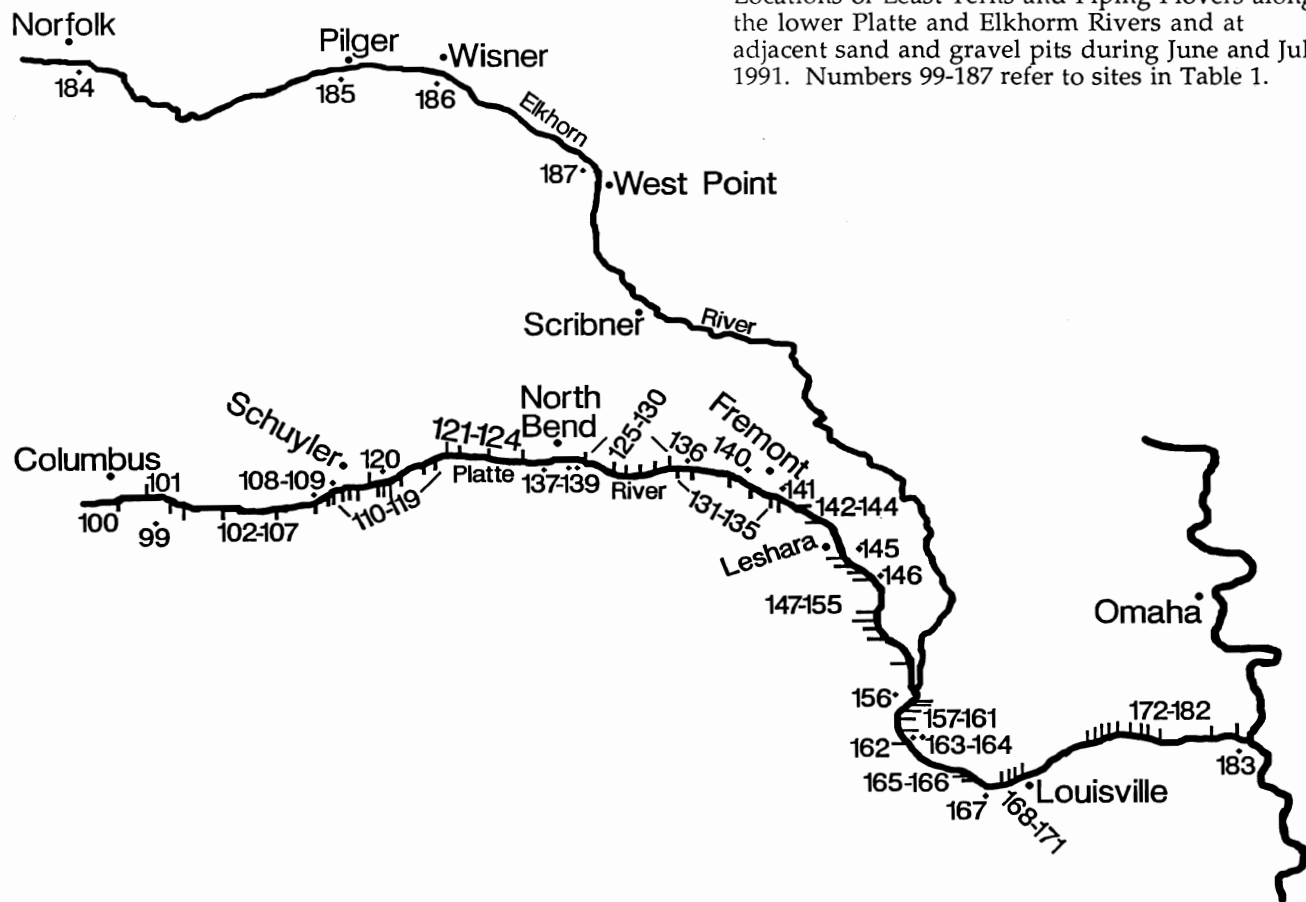 Locations of Least Terns and Piping Plovers along
the lower Platte and Elkhorm Rivers and at
adjacent sand and gravel pits during June and Jul
1991. Numbers 99-187 refer to sites in Table 1.
Norfolk
184
Pilger
185
Wisner
186
Elkhorn
187
West Point
Scribner
River
Columbus
100
101
99
102-107
Schuyler
108-109
110-119
120
121-124
Platte
North
Bend
137-139
125-130
River
136
131-135
Fremont
140
141
142-144
Leshara
145
146
147-155
156
157-161
162
163-164
165-166
167
168-171
Louisville
172-182
183
Omaha